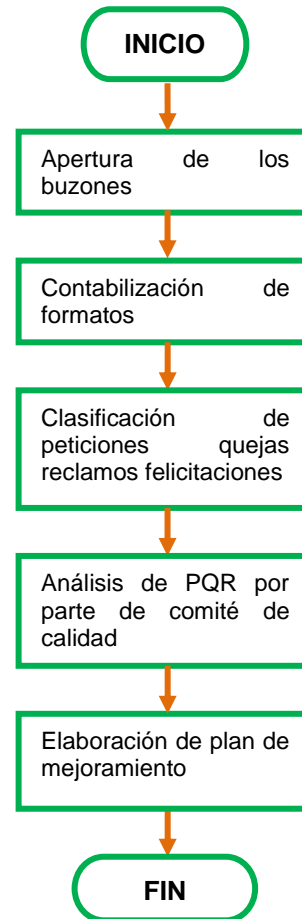 INICIO
Apertura de los
buzones
Contabilización de
formatos
Clasificación de
peticiones quejas
reclamos felicitaciones
Análisis de PQR por
parte de comité de
calidad
Elaboración de plan de
mejoramiento
FIN